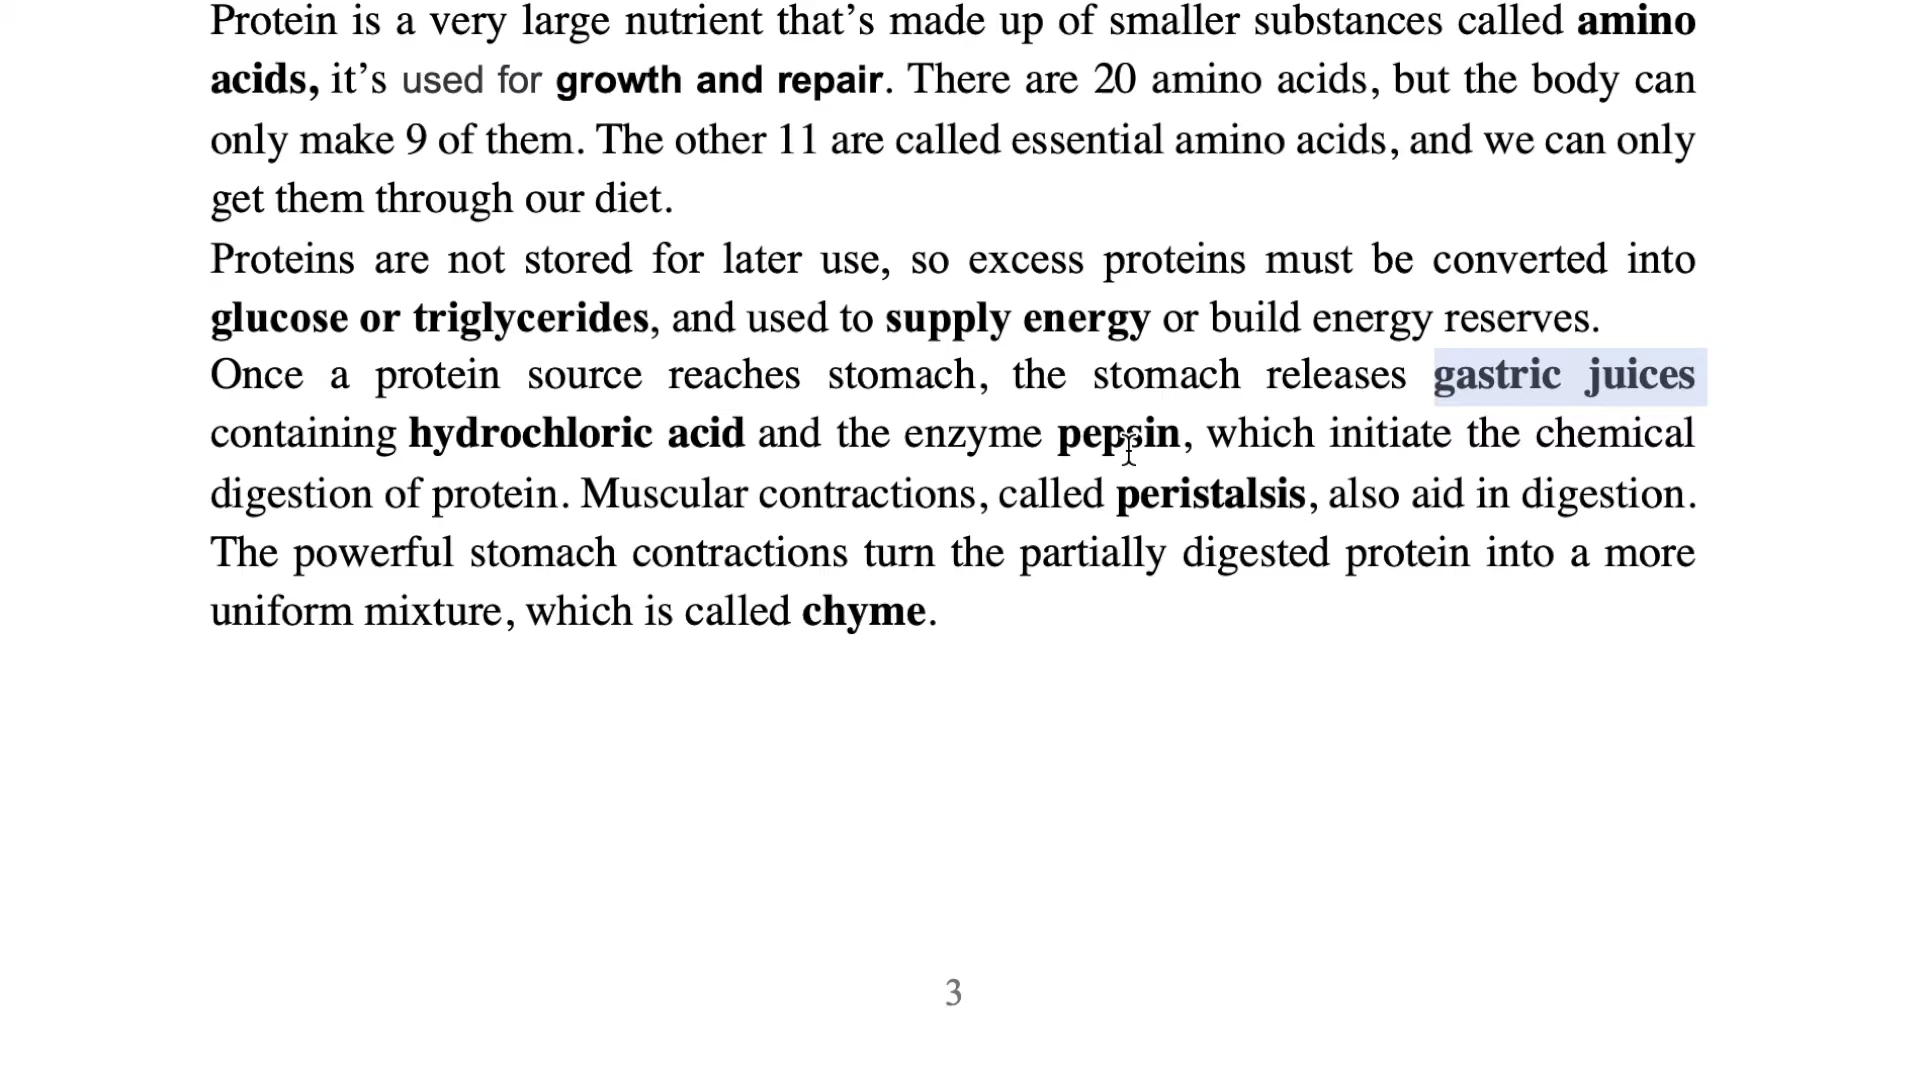 Protein is a very large nutrient that’s made up of smaller substances called amino
acids, it’s used for growth and repair. There are 20 amino acids, but the body can
only make 9 of them. The other 11 are called essential amino acids, and we can only
get them through our diet.
Proteins are not stored for later use, so excess proteins must be converted into
glucose or triglycerides, and used to supply energy or build energy reserves.
Once a protein source reaches stomach, the stomach releases gastric juices
containing hydrochloric acid and the enzyme pepsin, which initiate the chemical
digestion of protein. Muscular contractions, called peristalsis, also aid in digestion.
The powerful stomach contractions turn the partially digested protein into a more
uniform mixture, which is called chyme.
3